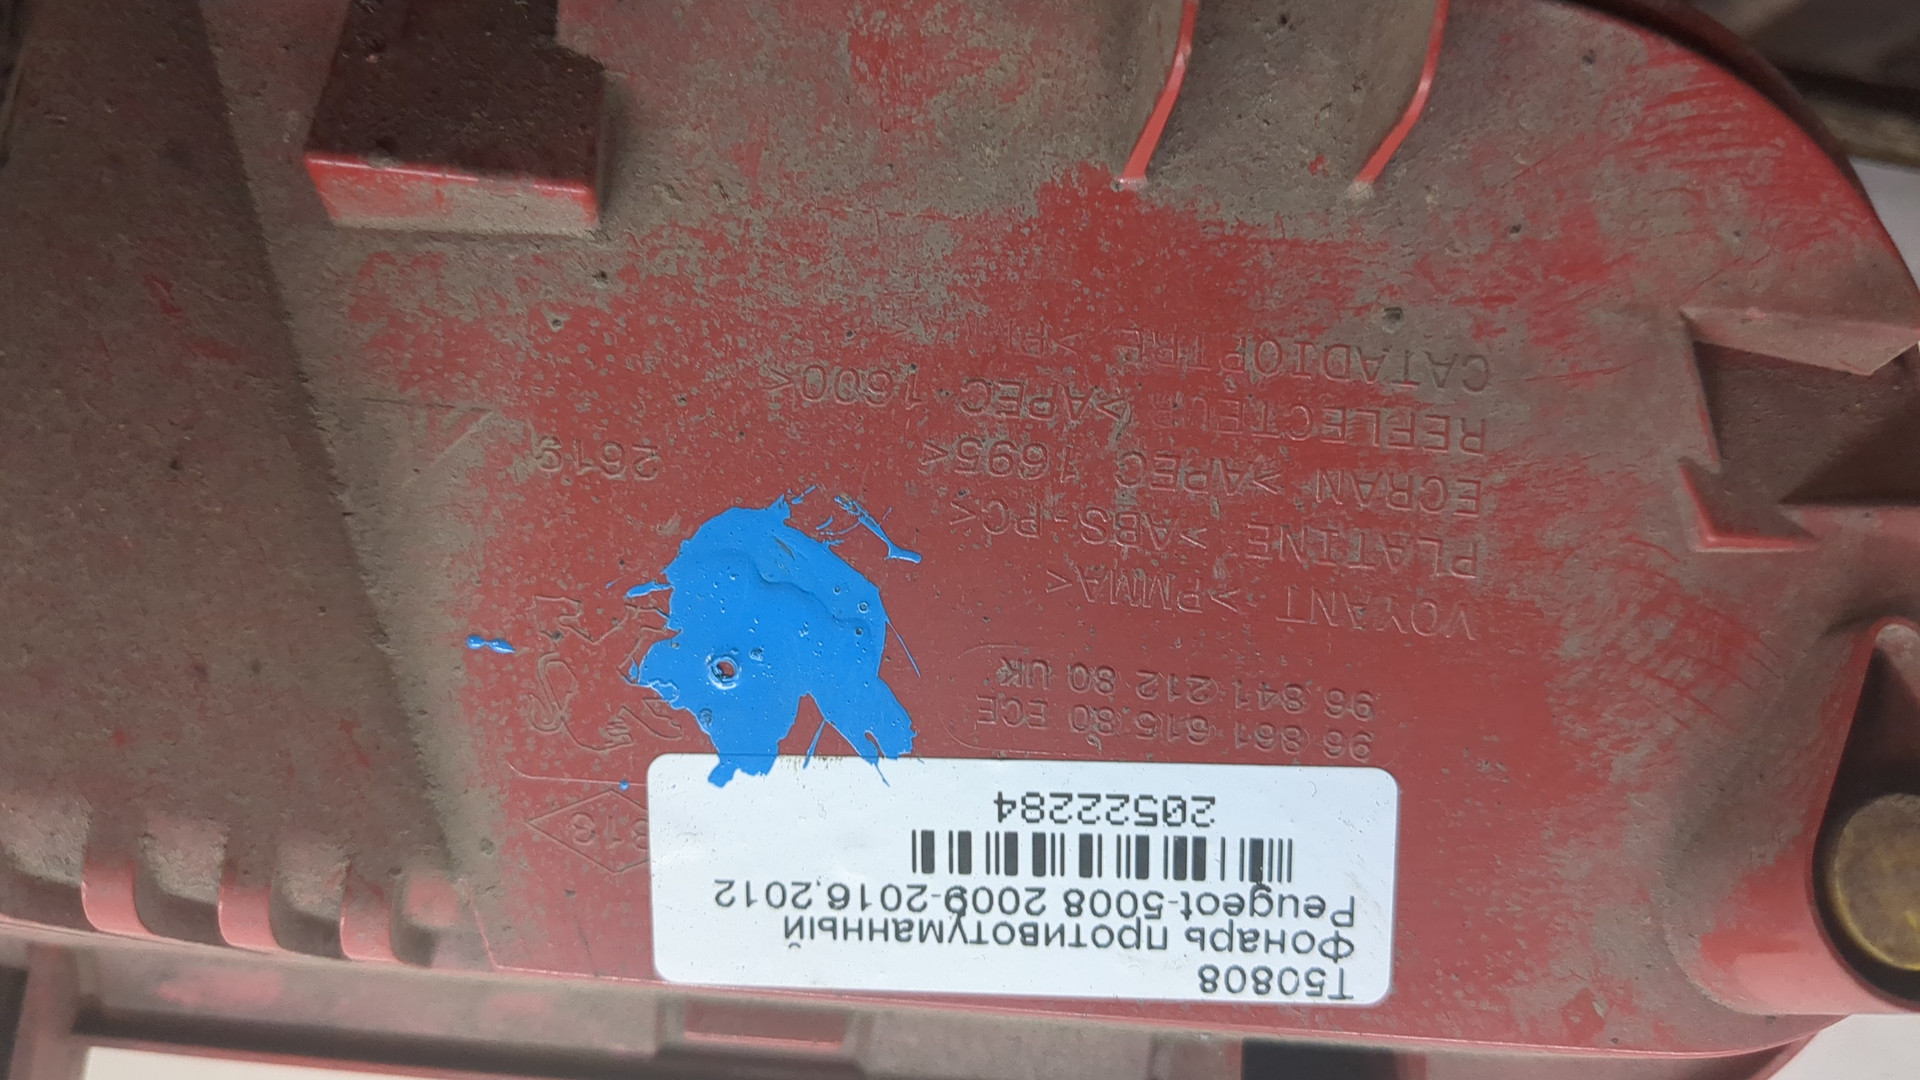 T50808
Фонарь противотуманный
Peugeot-5008 2009-2016,2012
20522284
96 861 615 80 ECE
96 841 212 80 UK
VOYANT >PMMA<
PLATINE >ABS-PC<
ECRAN >APEC 1695<
REFLECTEUR >APEC 1600<
CATADIOPTRE
2619